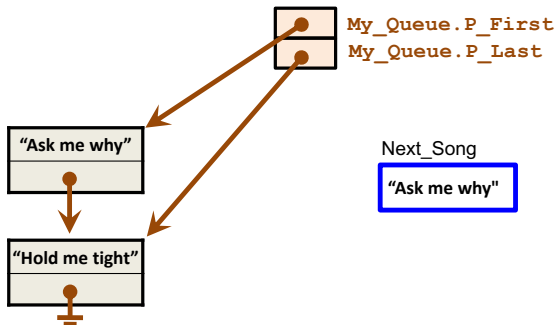 My_Queue.P_First
My_Queue.P_Last
“Ask me why”
Next_Song
“Ask me why"
“Hold me tight”